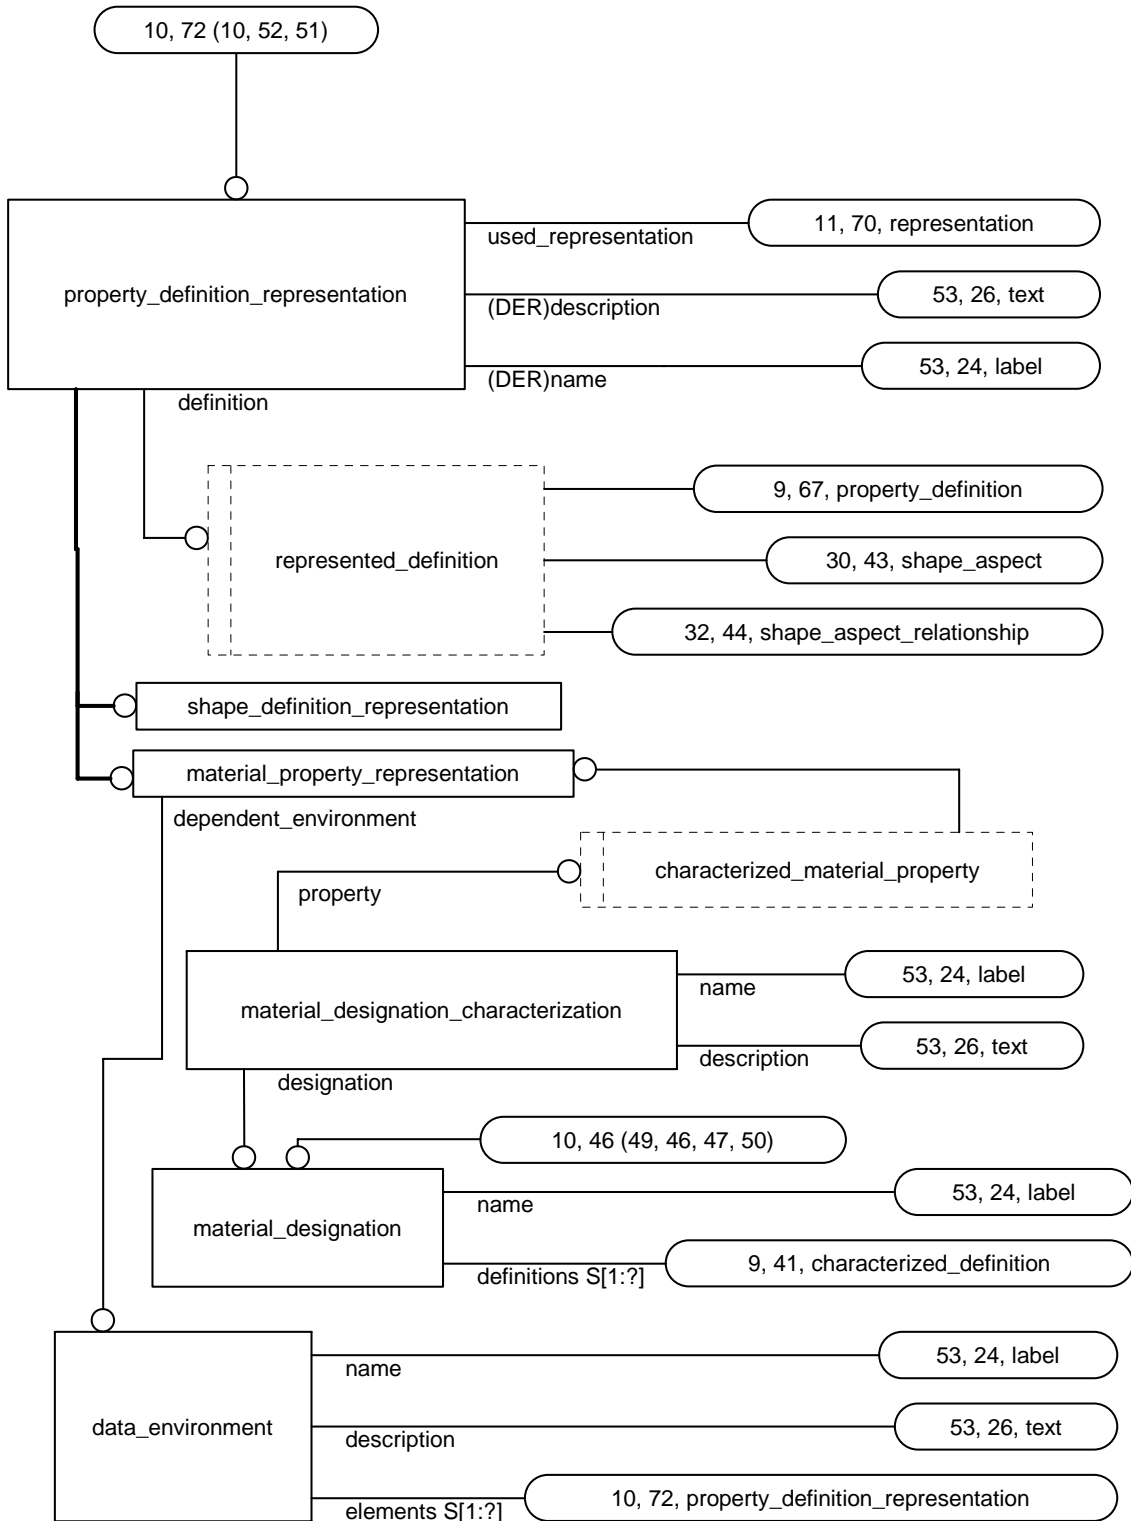 10, 72 (10, 52, 51)
used_representation
11, 70, representation
property_definition_representation
(DER)description
53, 26, text
(DER)name
53, 24, label
definition
9, 67, property_definition
represented_definition
30, 43, shape_aspect
32, 44, shape_aspect_relationship
shape_definition_representation
material_property_representation
dependent_environment
characterized_material_property
property
material_designation_characterization
name
53, 24, label
description
53, 26, text
designation
10, 46 (49, 46, 47, 50)
material_designation
name
53, 24, label
definitions S[1:?]
9, 41, characterized_definition
name
53, 24, label
data_environment
description
53, 26, text
elements S[1:?]
10, 72, property_definition_representation